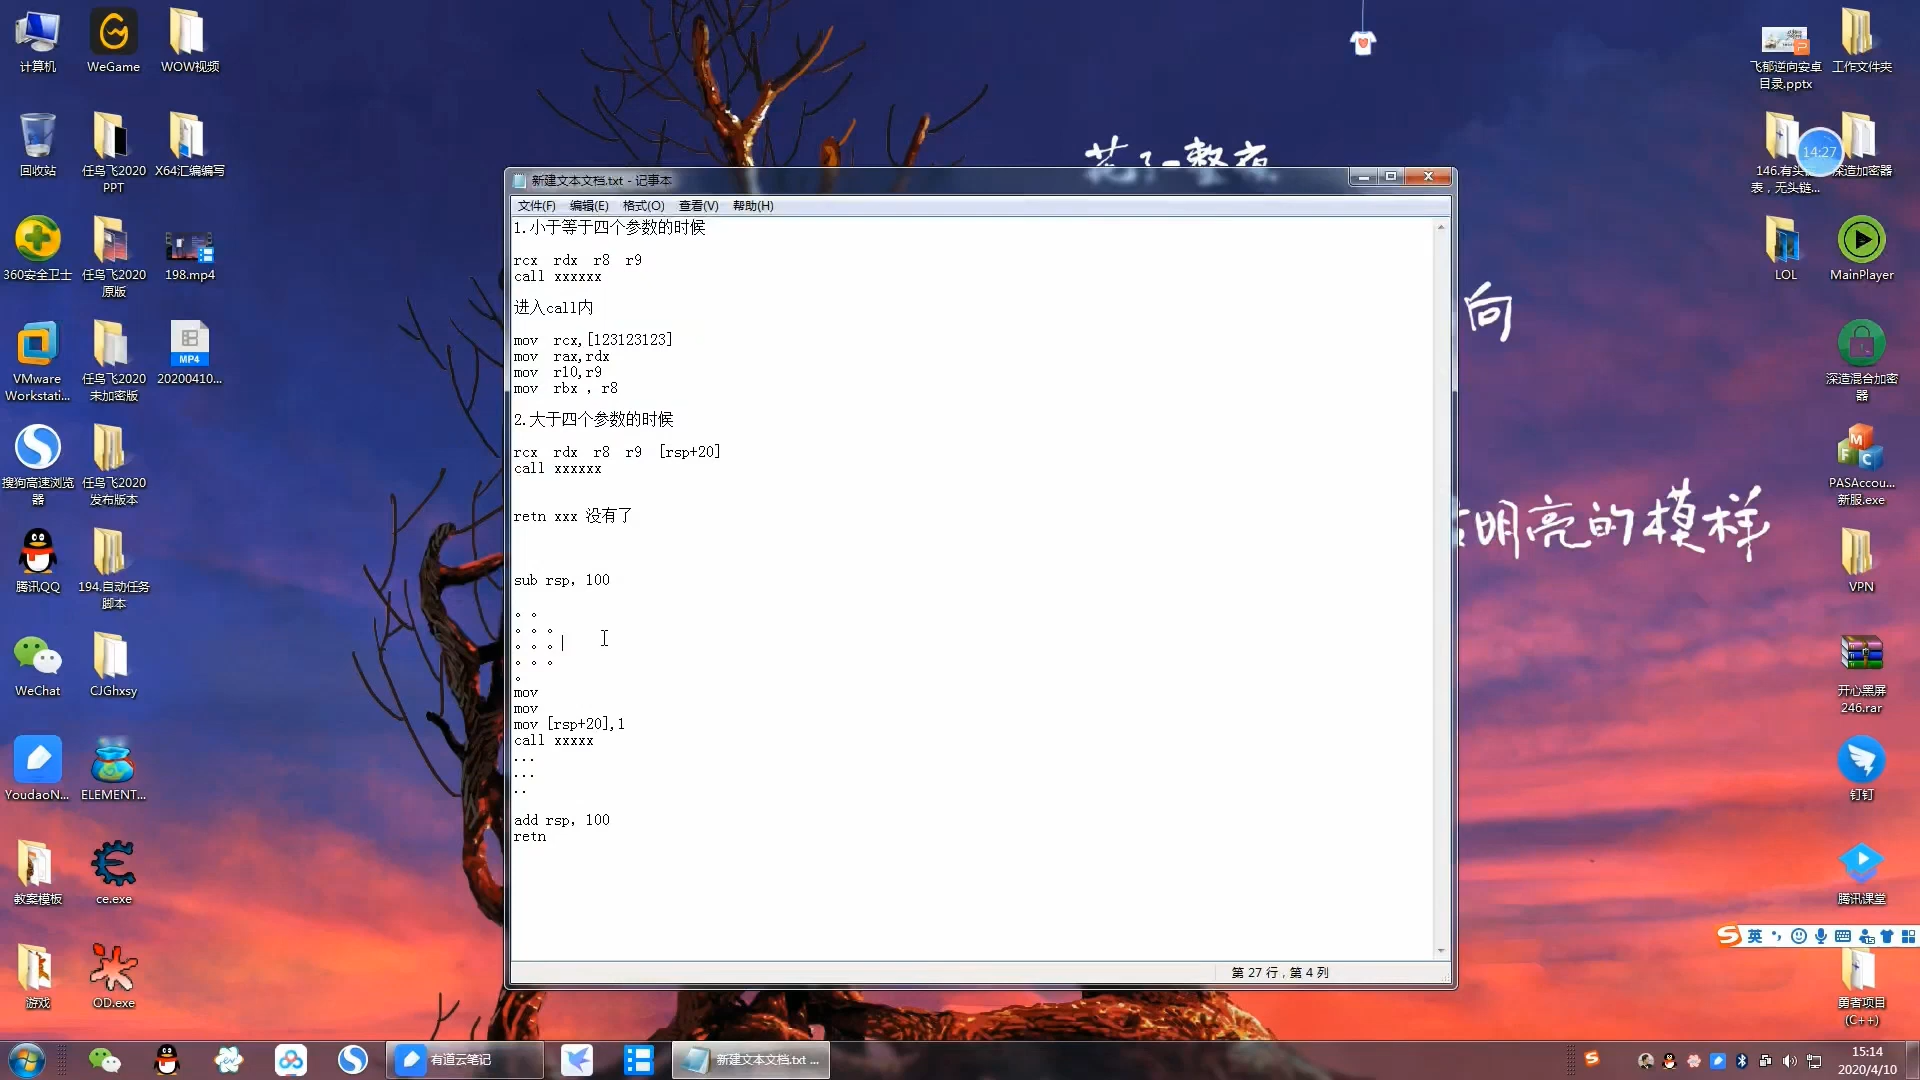 计算机
WeGame
WOW视频
回收站
任鸟飞2020
PPT
X64汇编编写
360安全卫士
任鸟飞2020
原版
198.mp4
VMware
Workstati...
任鸟飞2020
未加密版
MP4
20200410...
搜狗高速浏览
器
任鸟飞2020
发布版本
腾讯QQ
194.自动任务
脚本
WeChat
CJGhxsy
YoudaoN...
ELEMENT...
教案模板
ce.exe
游戏
OD.exe
新建文本文档.txt - 记事本
文件(F) 编辑(E) 格式(O) 查看(V) 帮助(H)
1.小于等于四个参数的时候
rcx rdx r8 r9
call xxxxxx
进入call内
mov rcx,[123123123]
mov rax,rdx
mov r10,r9
mov rbx , r8
2.大于四个参数的时候
rcx rdx r8 r9 [rsp+20]
call xxxxxx
retn xxx 没有了
sub rsp, 100
。。
。。。
。。。
。。。
。
mov
mov
mov [rsp+20],1
call xxxxx
...
...
..
add rsp, 100
retn
第 27 行，第 4 列
向
明亮的模样
飞郁逆向安卓
目录.pptx
工作文件夹
14:27
146.有头
表，无头链...
深造加密器
LOL
MainPlayer
深造混合加密
器
PASAccou...
新服.exe
VPN
开心黑屏
246.rar
钉钉
腾讯课堂
英
勇者项目
(C++)
有道云笔记
新建文本文档.txt ...
15:14
2020/4/10